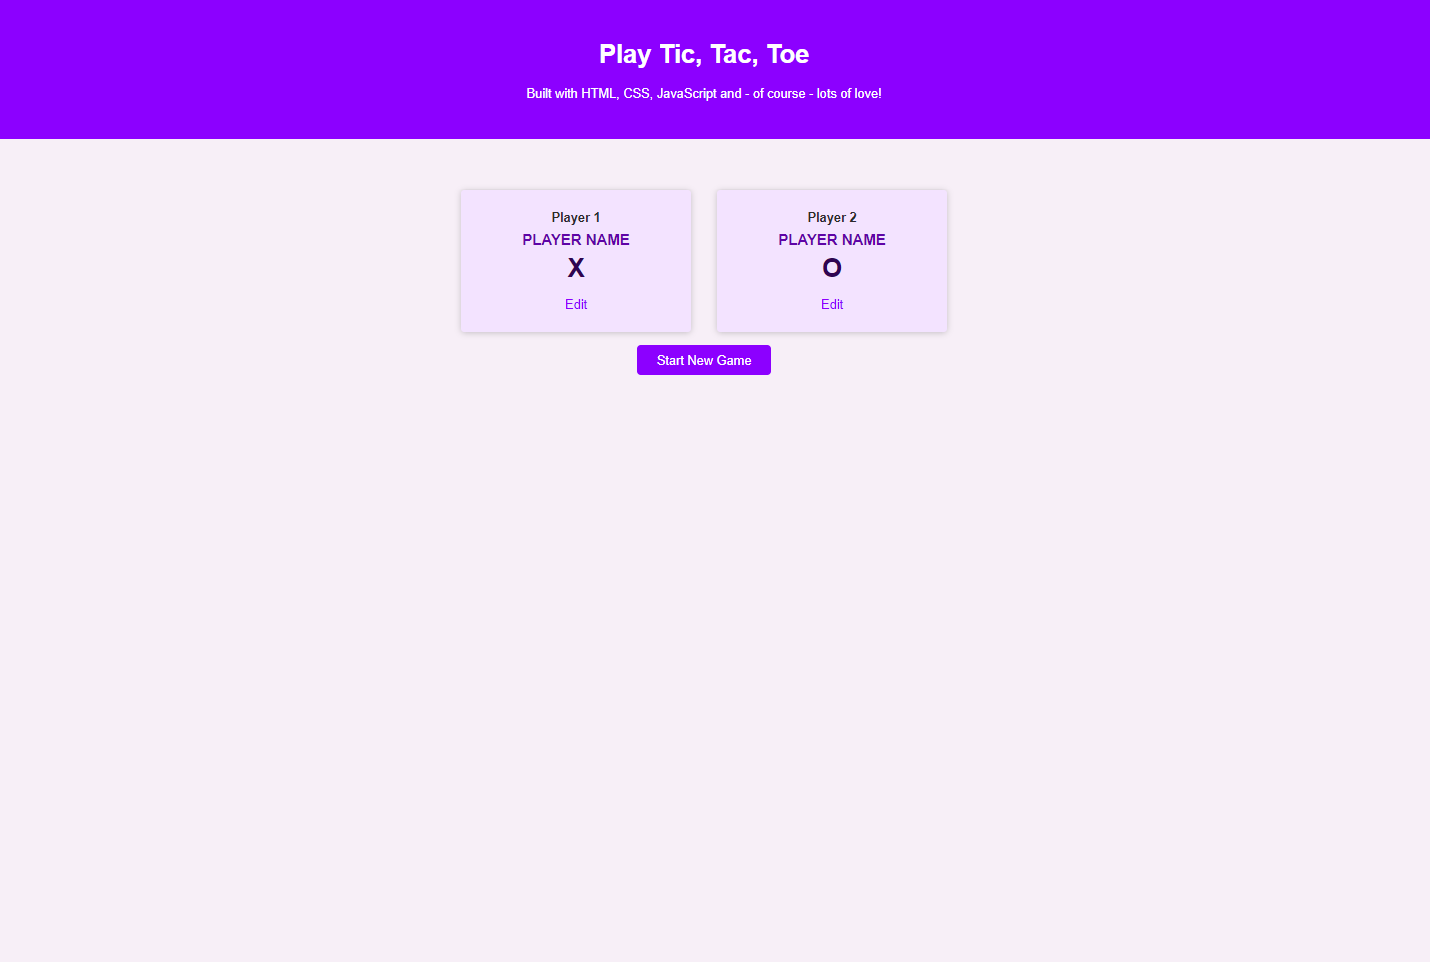 Play Tic, Tac, Toe
Built with HTML, CSS, JavaScript and - of course - lots of love!
Player 1
PLAYER NAME
X
Edit
Player 2
PLAYER NAME
O
Edit
Start New Game